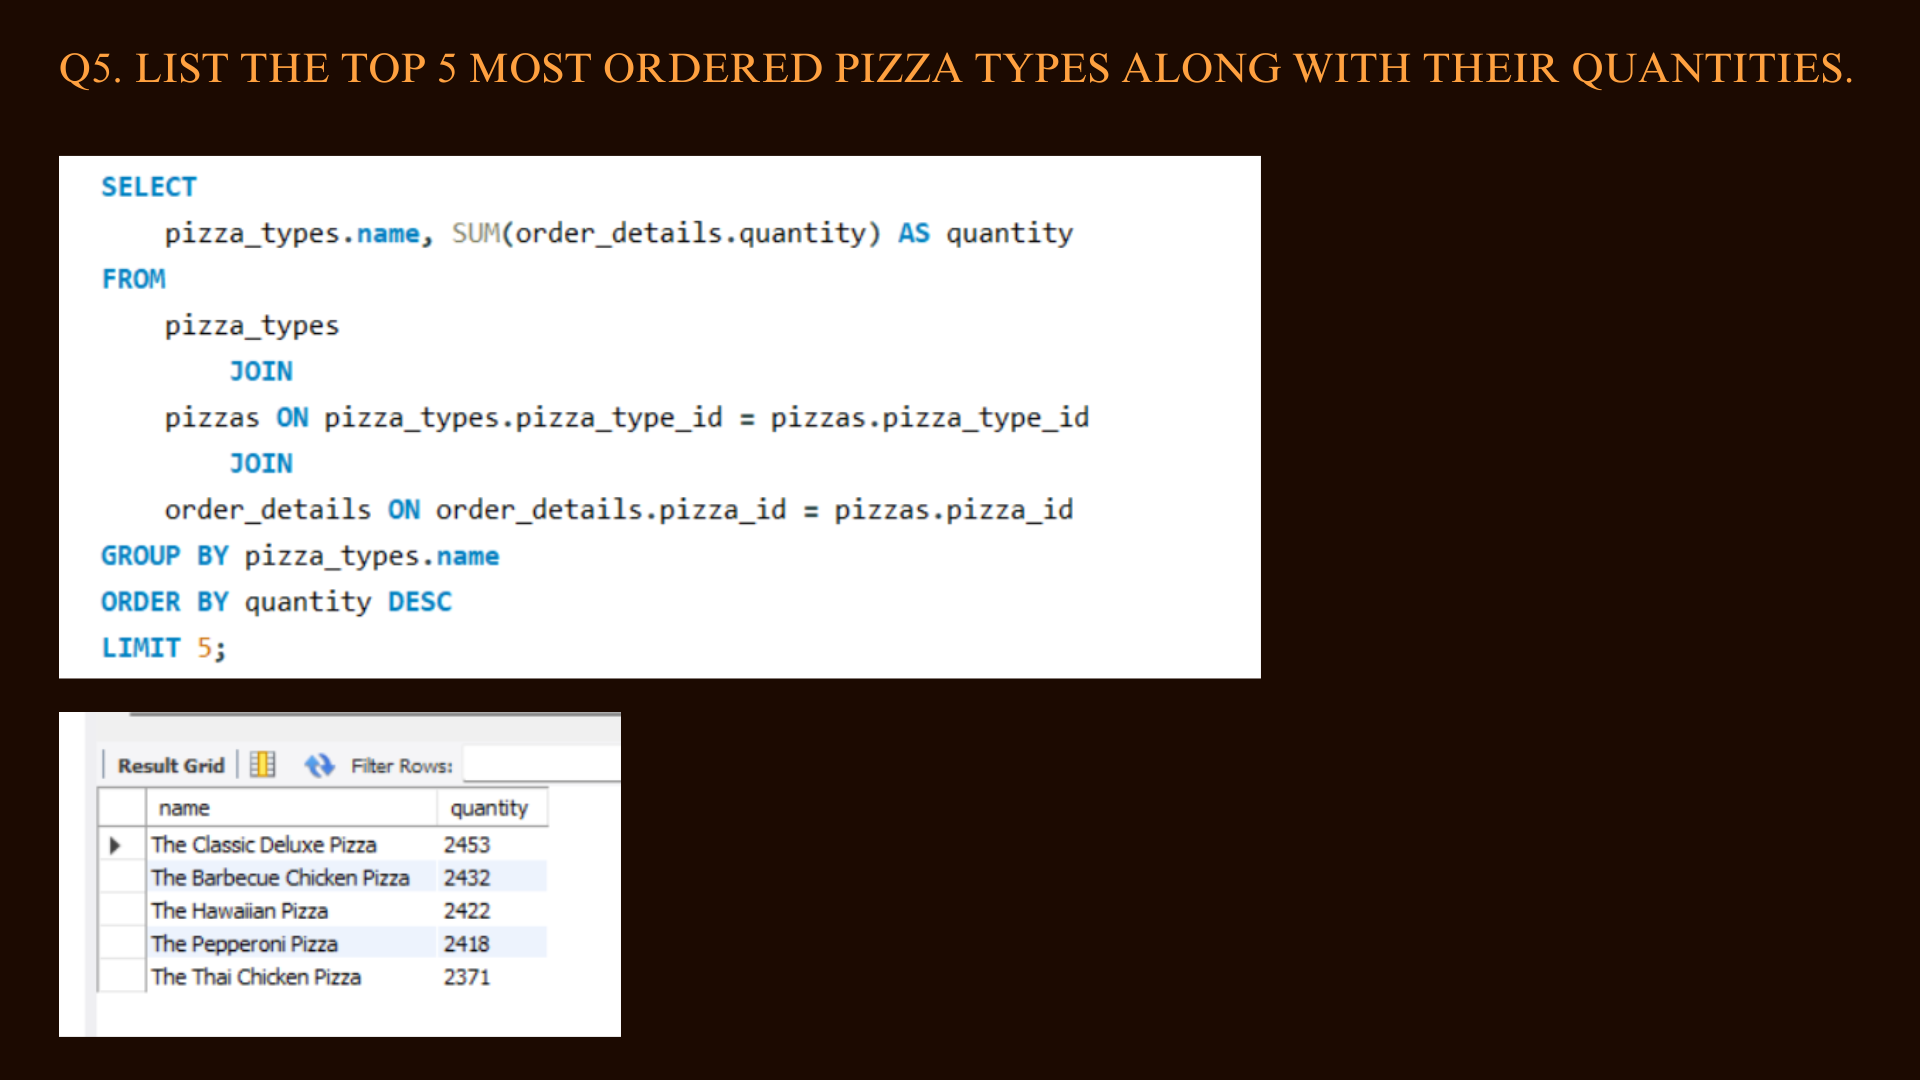 Q5. LIST THE TOP 5 MOST ORDERED PIZZA TYPES ALONG WITH THEIR QUANTITIES.
SELECT
pizza_types.name, SUM(order_details.quantity) AS quantity
FROM
pizza_types
JOIN
pizzas ON pizza_types.pizza_type_id = pizzas.pizza_type_id
JOIN
order_details ON order_details.pizza_id = pizzas.pizza_id
GROUP BY pizza_types.name
ORDER BY quantity DESC
LIMIT 5;
Result Grid Filter Rows:
name quantity
The Classic Deluxe Pizza 2453
The Barbecue Chicken Pizza 2432
The Hawaiian Pizza 2422
The Pepperoni Pizza 2418
The Thai Chicken Pizza 2371